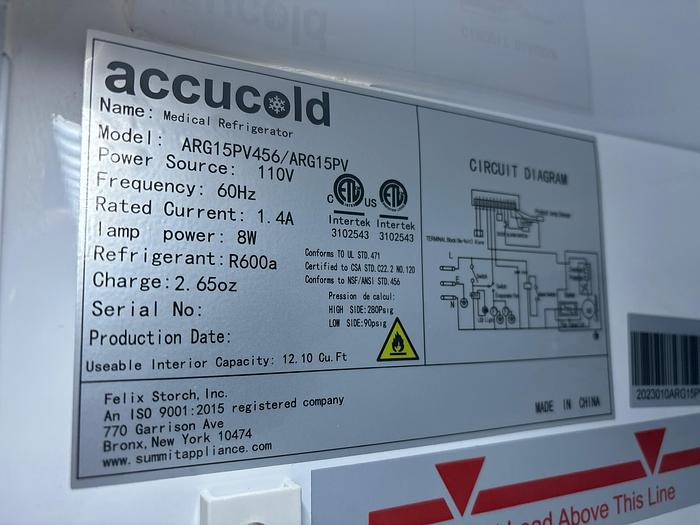 accucold
Name: Medical Refrigerator
Model: ARG15PV456/ARG15PV
Power Source: 110V
Frequency: 60Hz
Rated Current: 1.4A
lamp power: 8W
Refrigerant: R600a
Charge: 2.65oz
Serial No:
Production Date:
Useable Interior Capacity: 12.10 Cu.Ft
C ETL US ETL
Intertek Intertek
3102543 3102543
Conforms TO UL STD.471
Certified to CSA STD.C22.2 NO.120
Conforms to NSF/ANSI STD.456
Pression de calcul:
HIGH SIDE:280Psig
LOW SIDE:90psig
CIRCUIT DIAGRAM
L
E
N
Felix Storch, Inc.
An ISO 9001:2015 registered company
770 Garrison Ave
Bronx, New York 10474
www.summitappliance.com
MADE IN CHINA
2023010ARG15P
Load Above This Line